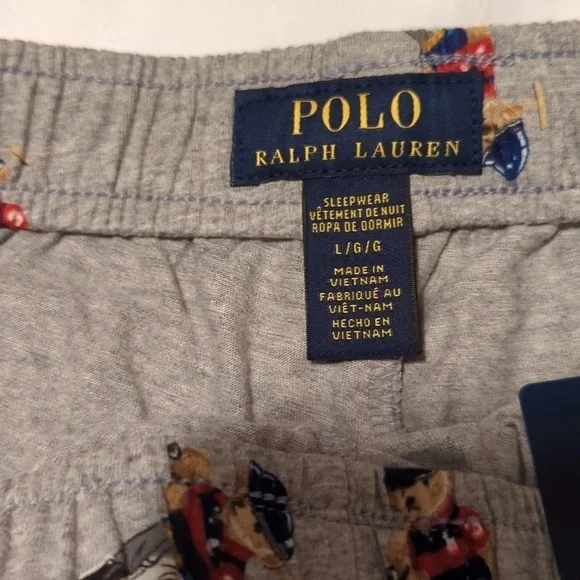 POLO
RALPH LAUREN
SLEEPWEAR
VÊTEMENT DE NUIT
ROPA DE DORMIR
L/G/G
MADE IN
VIETNAM
FABRIQUÉ AU
VIÊT-NAM
HECHO EN
VIETNAM